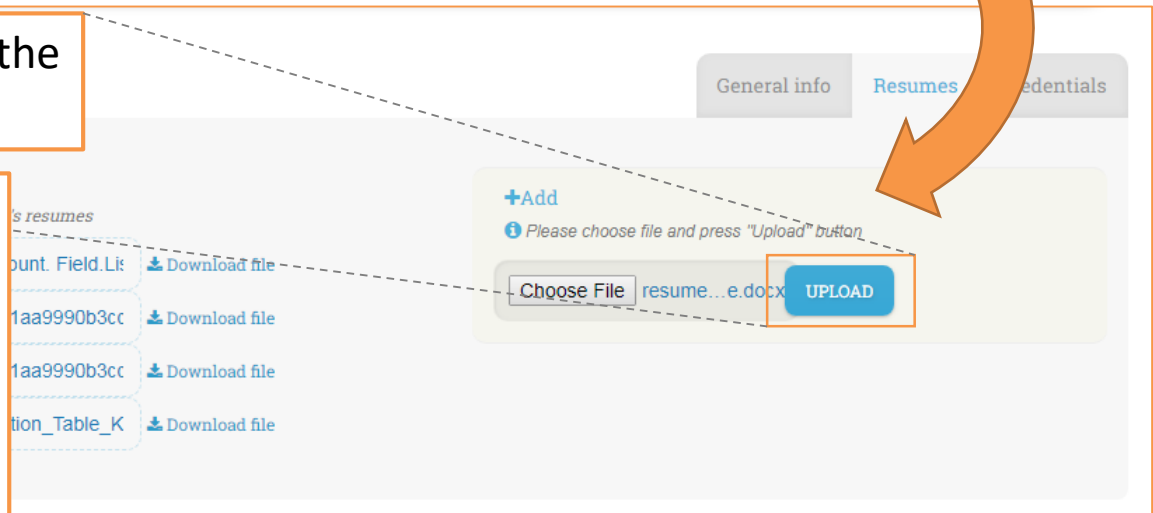 the
General info Resumes edentials
+Add
's resumes
Please choose file and press "Upload" button
ount. Field.Lis Download file
Choose File resume...e.docx UPLOAD
1aa9990b3cc Download file
1aa9990b3cc Download file
tion_Table_K Download file